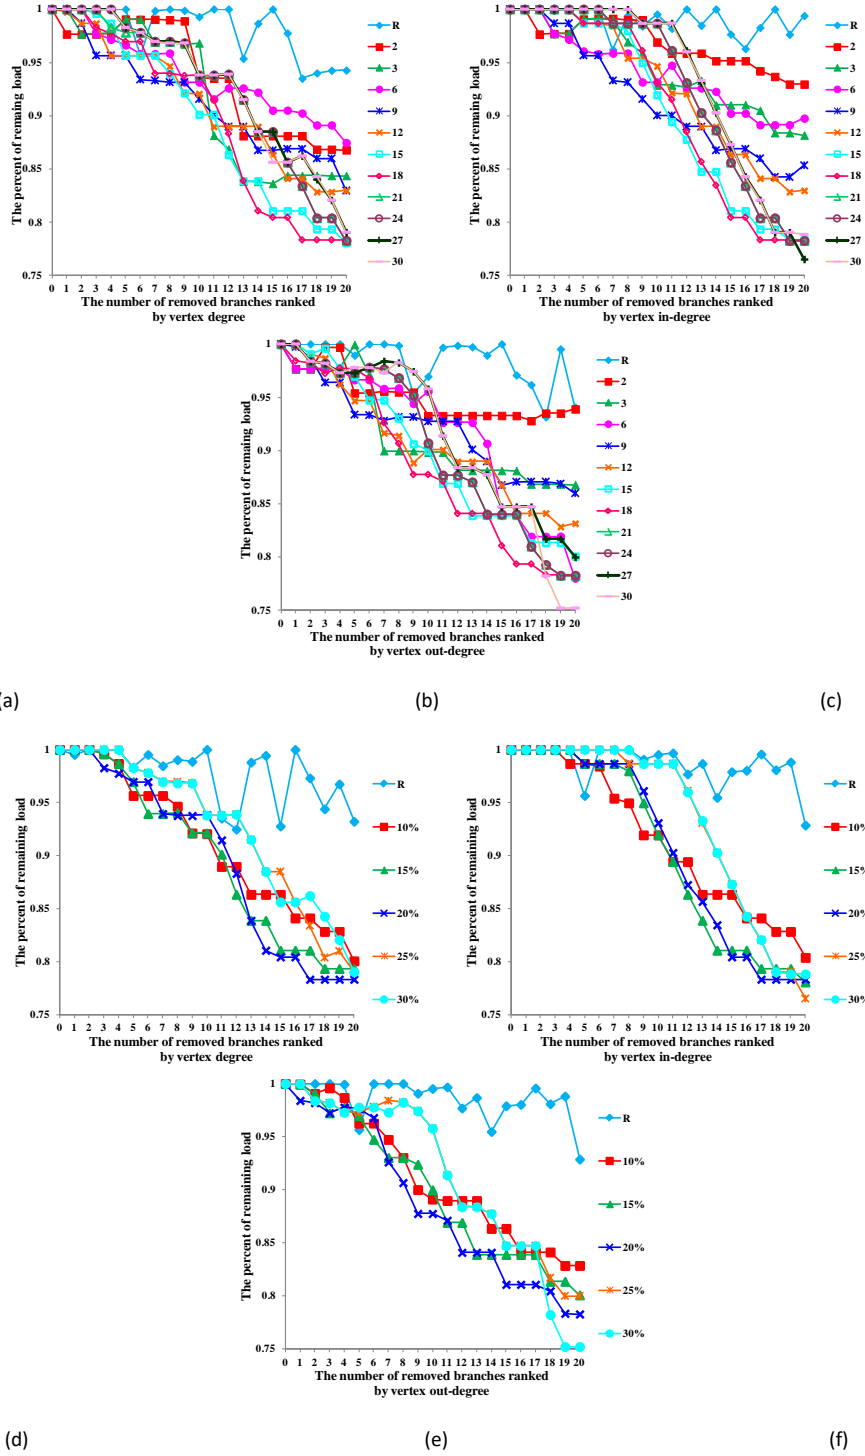 The percent of remaing load
1
0.95
0.9
0.85
0.8
0.75
0 1 2 3 4 5 6 7 8 9 10 11 12 13 14 15 16 17 18 19 20
The number of removed branches ranked
by vertex degree
R
2
3
6
9
12
15
18
21
24
27
30
The percent of remaing load
1
0.95
0.9
0.85
0.8
0.75
0 1 2 3 4 5 6 7 8 9 10 11 12 13 14 15 16 17 18 19 20
The number of removed branches ranked
by vertex in-degree
R
2
3
6
9
12
15
18
21
24
27
30
The percent of remaing load
1
0.95
0.9
0.85
0.8
0.75
0 1 2 3 4 5 6 7 8 9 10 11 12 13 14 15 16 17 18 19 20
The number of removed branches ranked
by vertex out-degree
R
2
3
6
9
12
15
18
21
24
27
30
(a) (b) (c)
The percent of remaining load
1
0.95
0.9
0.85
0.8
0.75
0 1 2 3 4 5 6 7 8 9 10 11 12 13 14 15 16 17 18 19 20
The number of removed branches ranked
by vertex degree
R
10%
15%
20%
25%
30%
The percent of remaining load
1
0.95
0.9
0.85
0.8
0.75
0 1 2 3 4 5 6 7 8 9 10 11 12 13 14 15 16 17 18 19 20
The number of removed branches ranked
by vertex in-degree
R
10%
15%
20%
25%
30%
The percent of remaining load
1
0.95
0.9
0.85
0.8
0.75
0 1 2 3 4 5 6 7 8 9 10 11 12 13 14 15 16 17 18 19 20
The number of removed branches ranked
by vertex out-degree
R
10%
15%
20%
25%
30%
(d) (e) (f)